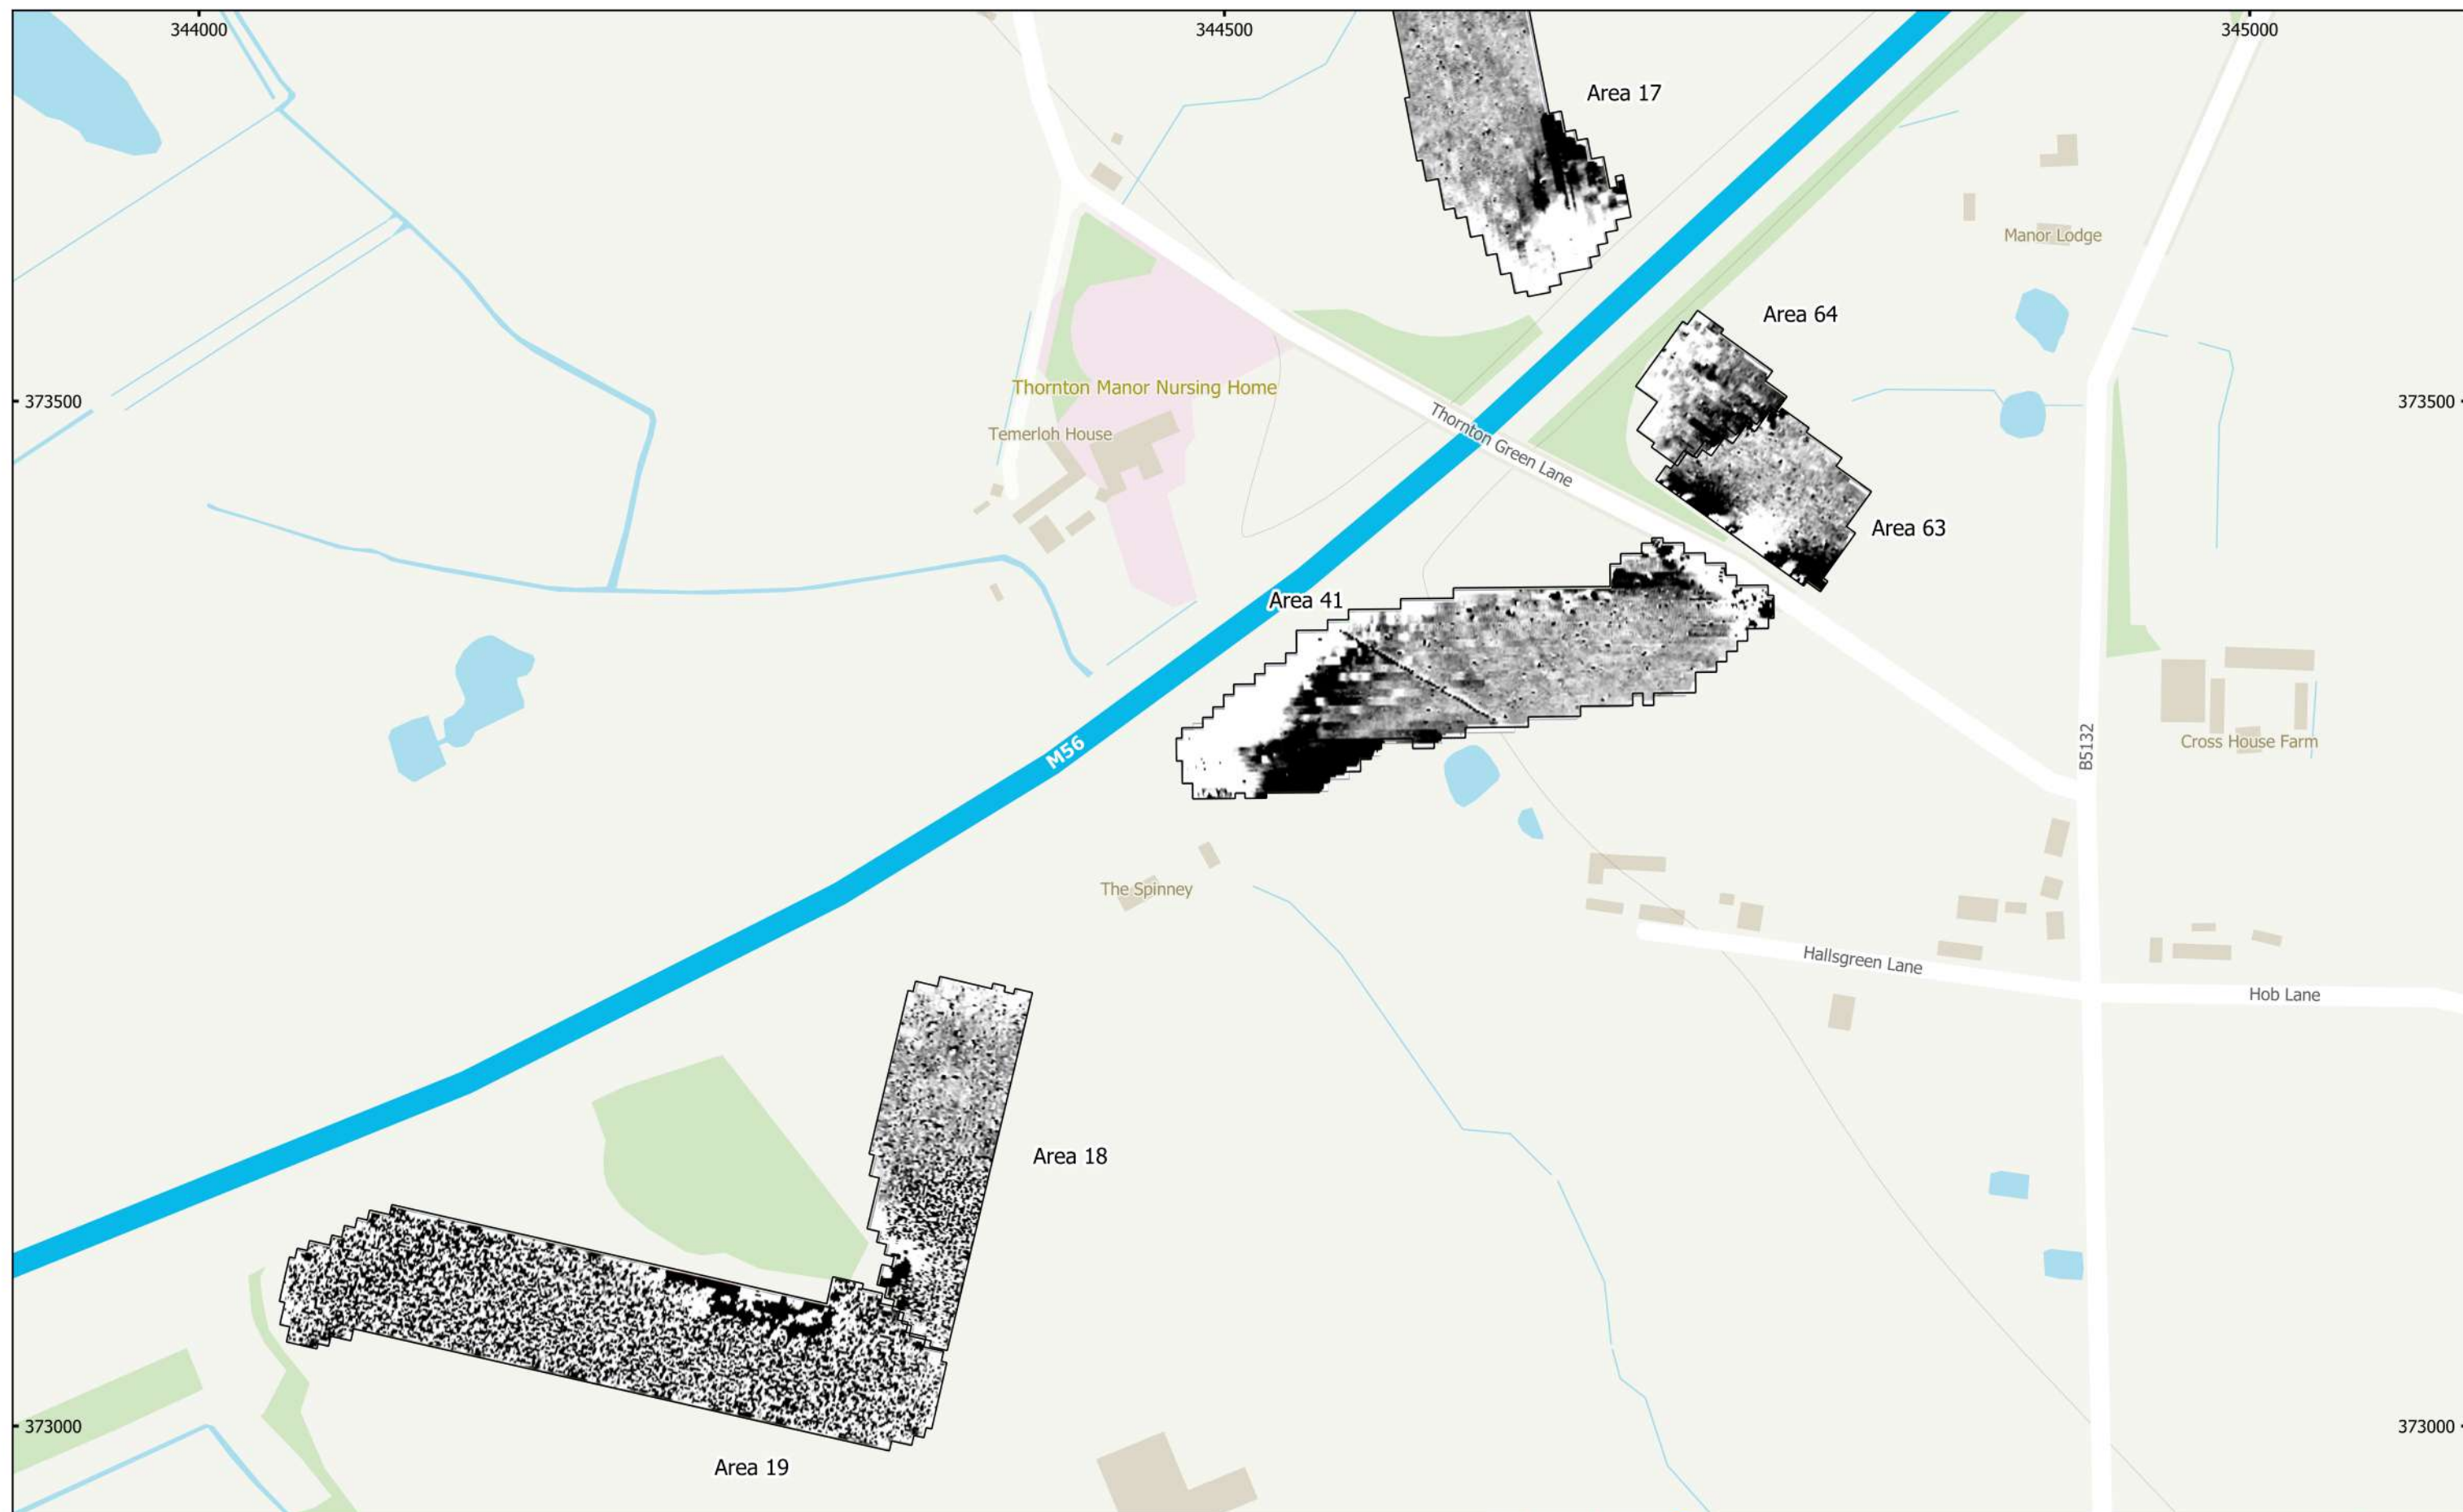 344000
344500
345000
Area 17
Manor Lodge
Area 64
Thornton Manor Nursing Home
373500
373500
Thornton Green Lane
Temerloh House
Area 63
Area 41
M56
B5132
Cross House Farm
The Spinney
Hallsgreen Lane
Hob Lane
Area 18
373000
373000
Area 19